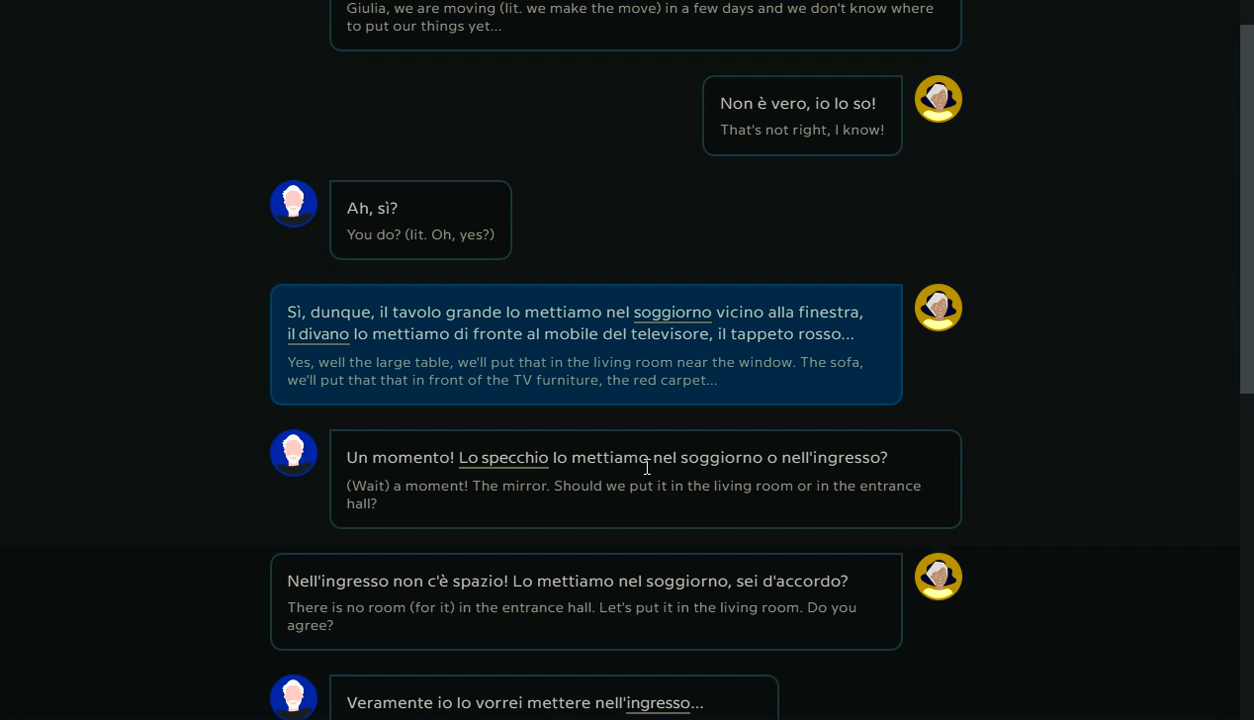 Giulia, we are moving (lit. we make the move) in a few days and we don't know where
to put our things yet...
Non è vero, io lo so!
That's not right, I know!
Ah, sì?
You do? (lit. Oh, yes?)
Sì, dunque, il tavolo grande lo mettiamo nel soggiorno vicino alla finestra,
il divano lo mettiamo di fronte al mobile del televisore, il tappeto rosso...
Yes, well the large table, we'll put that in the living room near the window. The sofa,
we'll put that that in front of the TV furniture, the red carpet...
Un momento! Lo specchio lo mettiamo nel soggiorno o nell'ingresso?
(Wait) a moment! The mirror. Should we put it in the living room or in the entrance
hall?
Nell'ingresso non c'è spazio! Lo mettiamo nel soggiorno, sei d'accordo?
There is no room (for it) in the entrance hall. Let's put it in the living room. Do you
agree?
Veramente io lo vorrei mettere nell'ingresso...